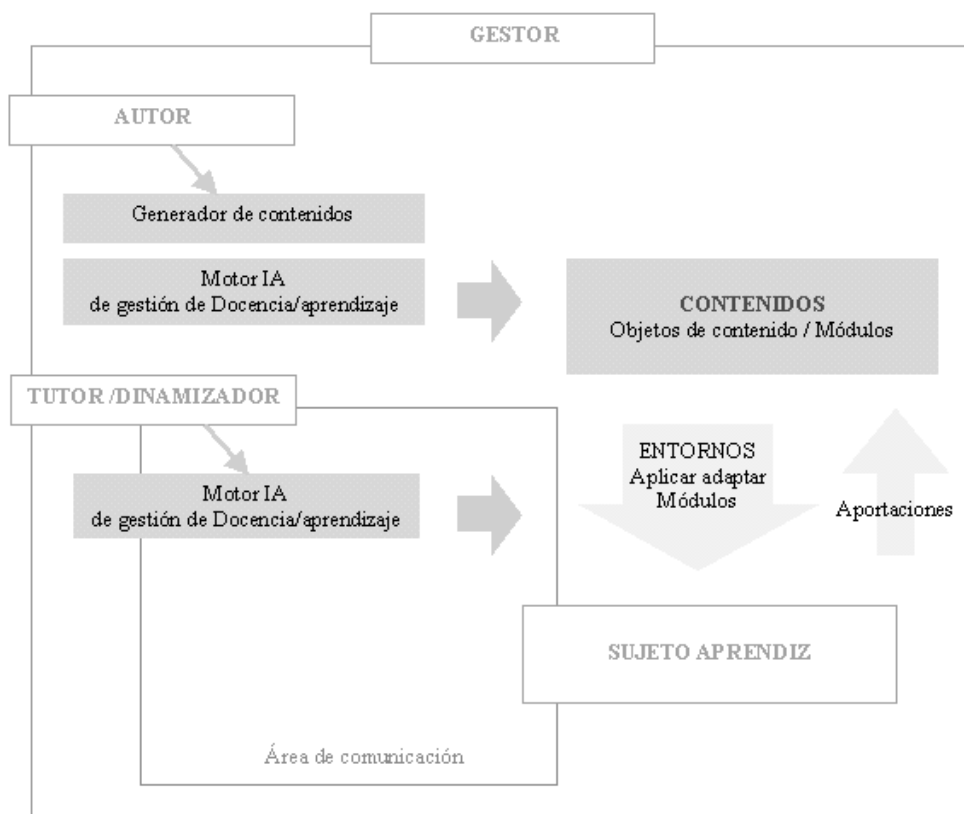 GESTOR
AUTOR
Generador de contenidos
Motor IA
de gestión de Docencia/aprendizaje
CONTENIDOS
Objetos de contenido / Módulos
TUTOR /DINAMIZADOR
Motor IA
de gestión de Docencia/aprendizaje
ENTORNOS
Aplicar adaptar
Módulos
Aportaciones
SUJETO APRENDIZ
Área de comunicación